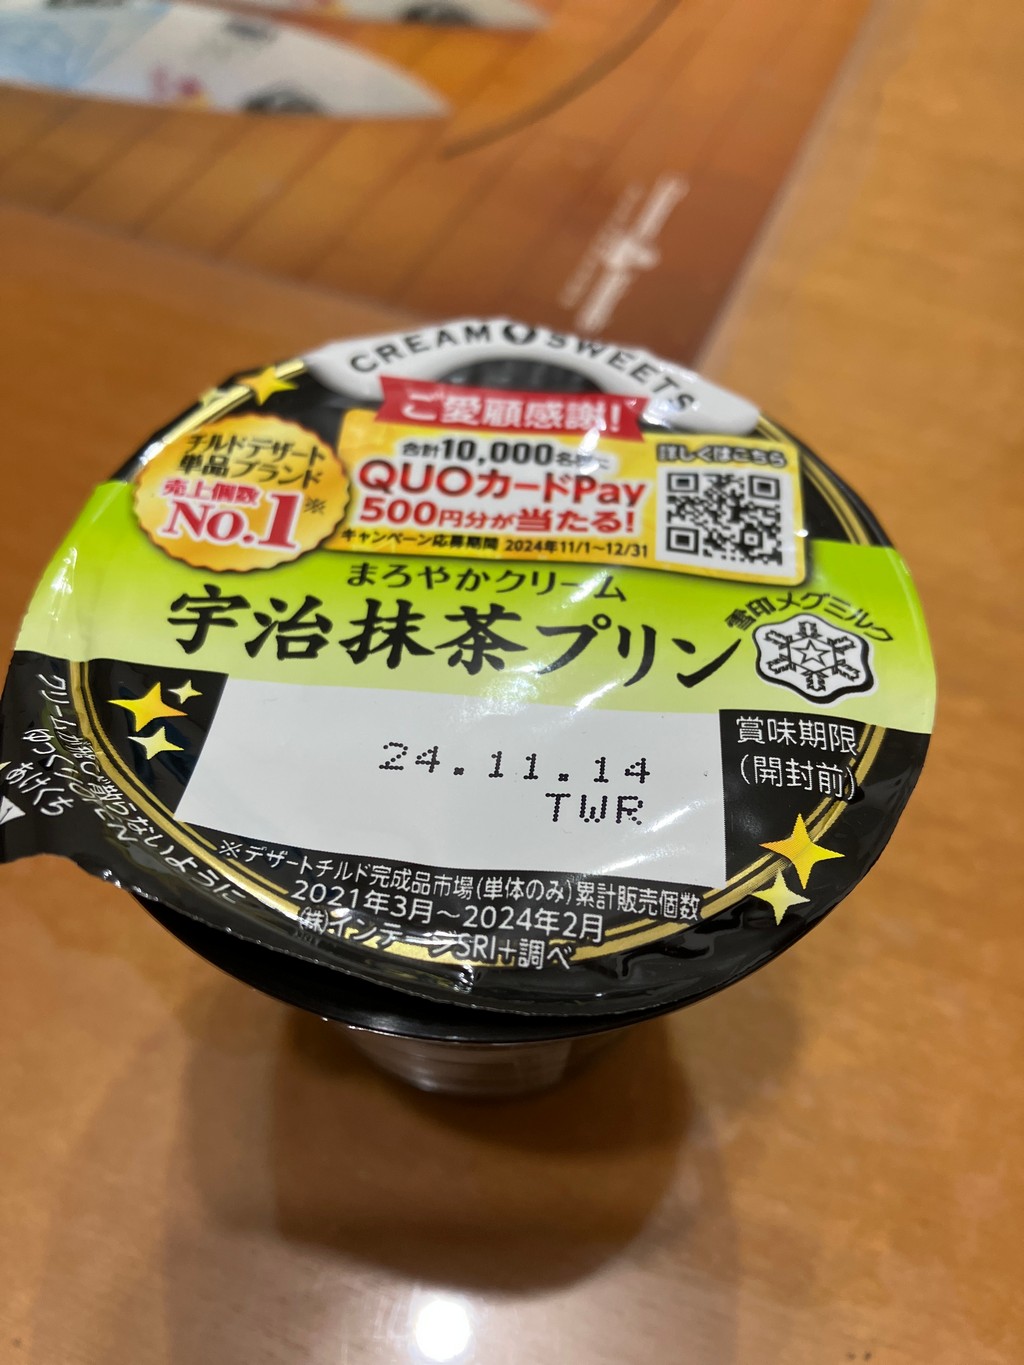 CREAM SWEETS
ご愛顧感謝!
チルドデザート
単品ブランド
売上個数
No.1※
合計10,000名様に
QUOカードPay
500円分が当たる!
キャンペーン応募期間 2024年11/1~12/31
詳しくはこちら
まろやかクリーム
宇治抹茶プリン
雪印メグミルク
賞味期限
(開封前)
24.11.14
TWR
※デザートチルド完成品市場(単体のみ)累計販売個数
2021年3月~2024年2月
(株)インテージSRI+調べ
あけくち